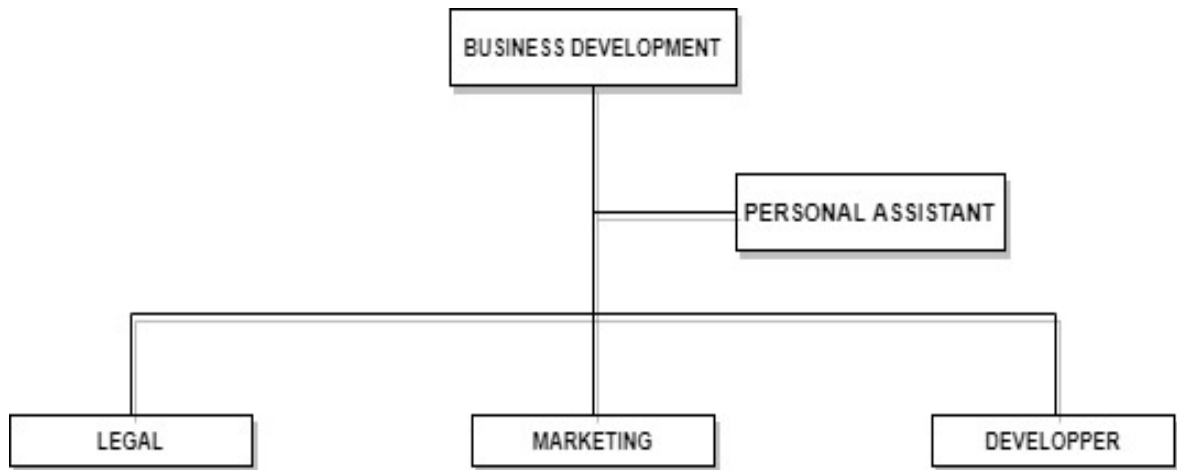 BUSINESS DEVELOPMENT
PERSONAL ASSISTANT
LEGAL
MARKETING
DEVELOPPER